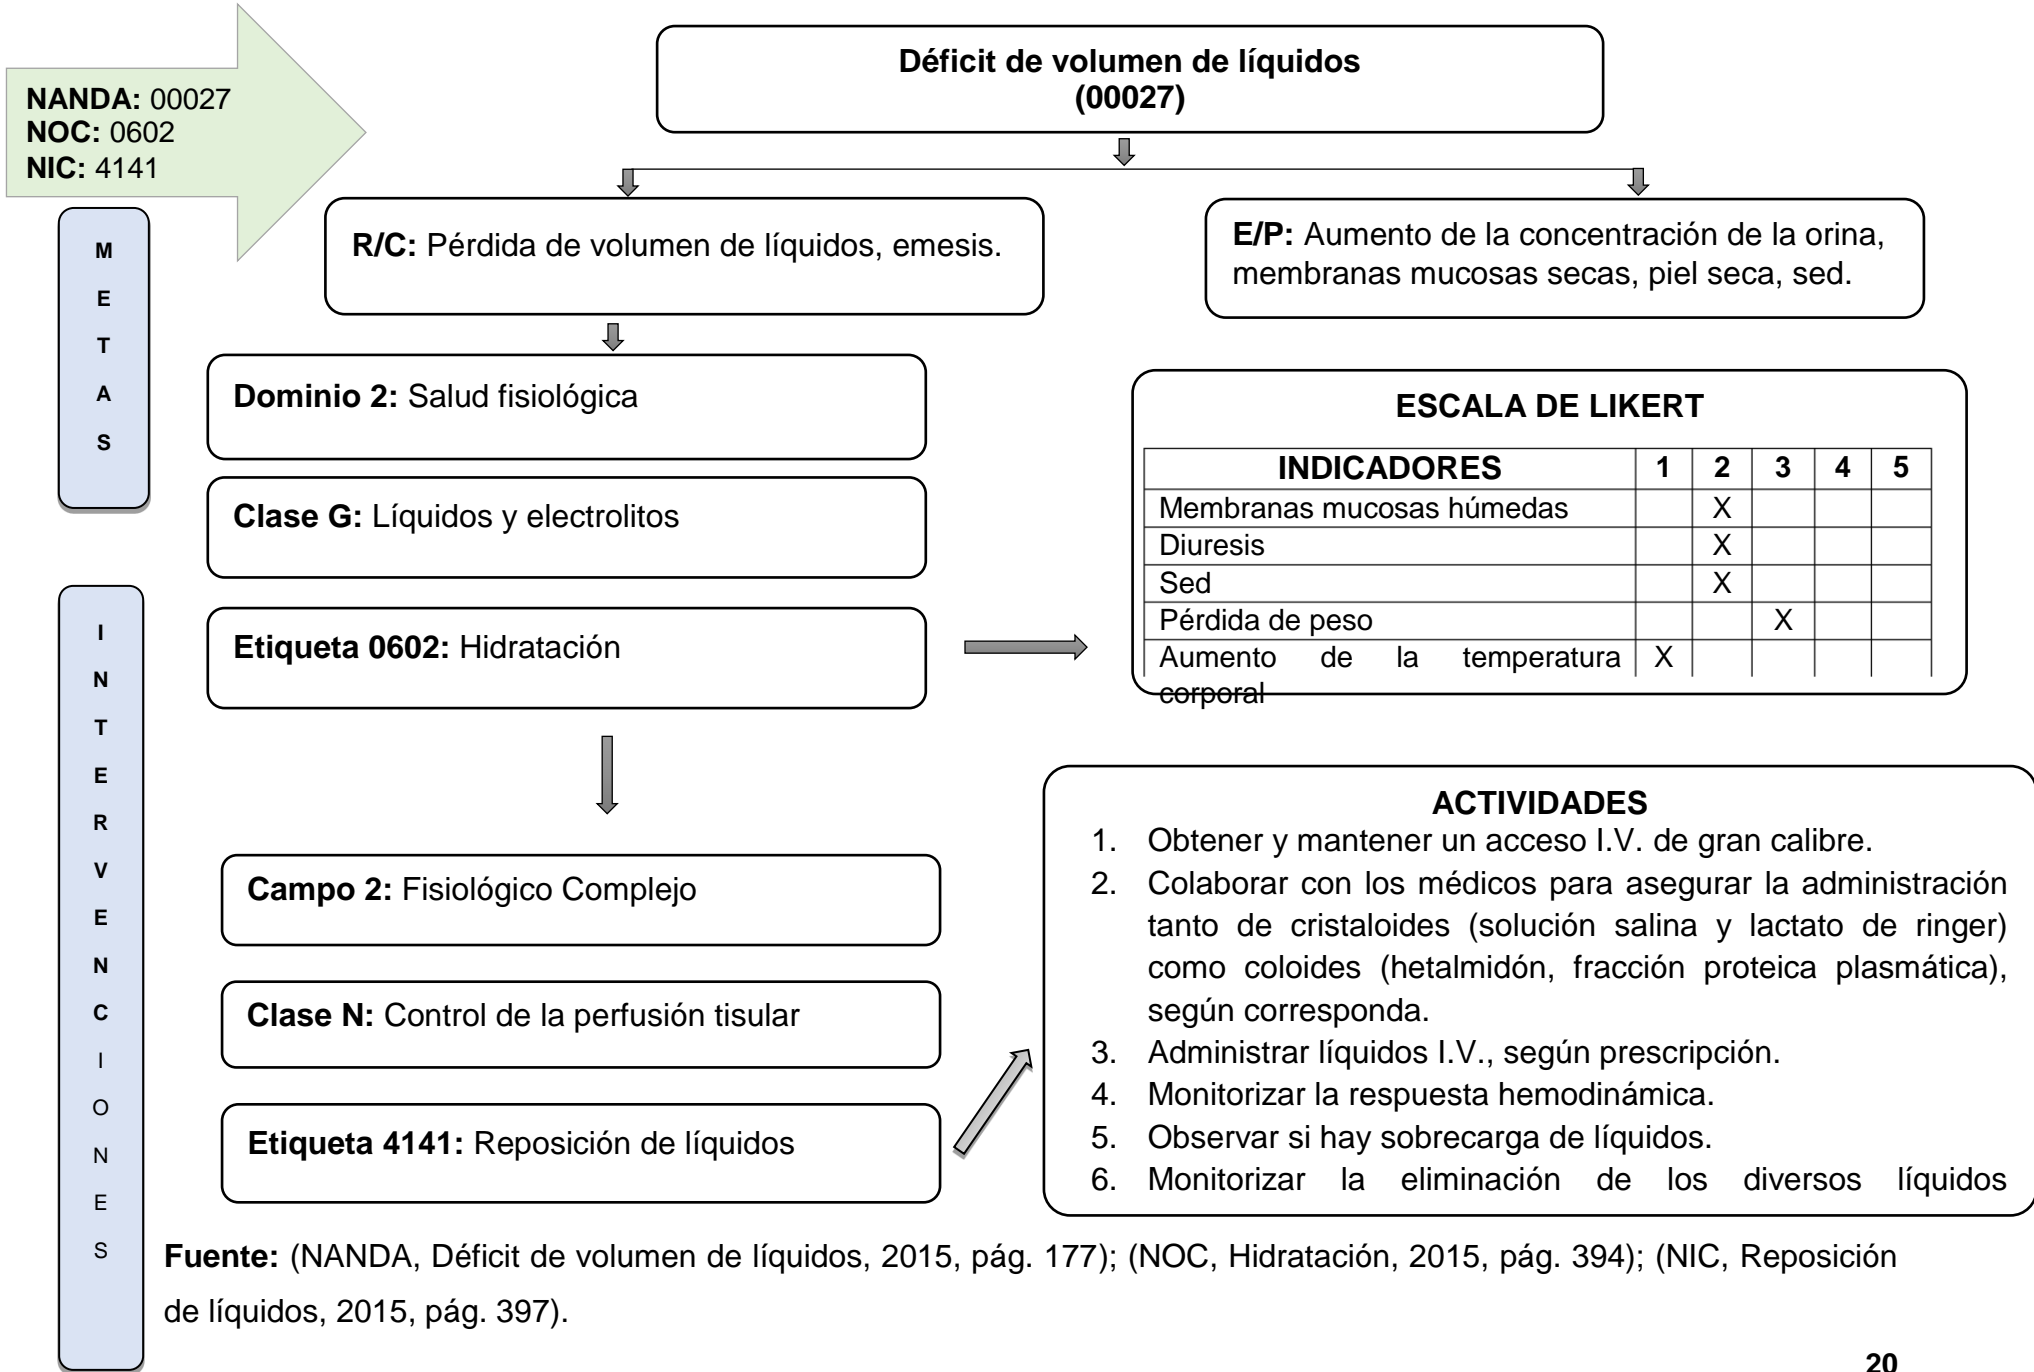 NANDA: 00027
NOC: 0602
NIC: 4141
Déficit de volumen de líquidos
(00027)
R/C: Pérdida de volumen de líquidos, emesis.
E/P: Aumento de la concentración de la orina,
membranas mucosas secas, piel seca, sed.
M
E
T
A
S
Dominio 2: Salud fisiológica
Clase G: Líquidos y electrolitos
Etiqueta 0602: Hidratación
ESCALA DE LIKERT
INDICADORES 1 2 3 4 5
Membranas mucosas húmedas X
Diuresis X
Sed X
Pérdida de peso X
Aumento de la temperatura X
corporal
I
N
T
E
R
V
E
N
C
I
O
N
E
S
Campo 2: Fisiológico Complejo
Clase N: Control de la perfusión tisular
Etiqueta 4141: Reposición de líquidos
ACTIVIDADES
1. Obtener y mantener un acceso I.V. de gran calibre.
2. Colaborar con los médicos para asegurar la administración
tanto de cristaloides (solución salina y lactato de ringer)
como coloides (hetalmidón, fracción proteica plasmática),
según corresponda.
3. Administrar líquidos I.V., según prescripción.
4. Monitorizar la respuesta hemodinámica.
5. Observar si hay sobrecarga de líquidos.
6. Monitorizar la eliminación de los diversos líquidos
Fuente: (NANDA, Déficit de volumen de líquidos, 2015, pág. 177); (NOC, Hidratación, 2015, pág. 394); (NIC, Reposición
de líquidos, 2015, pág. 397).
20